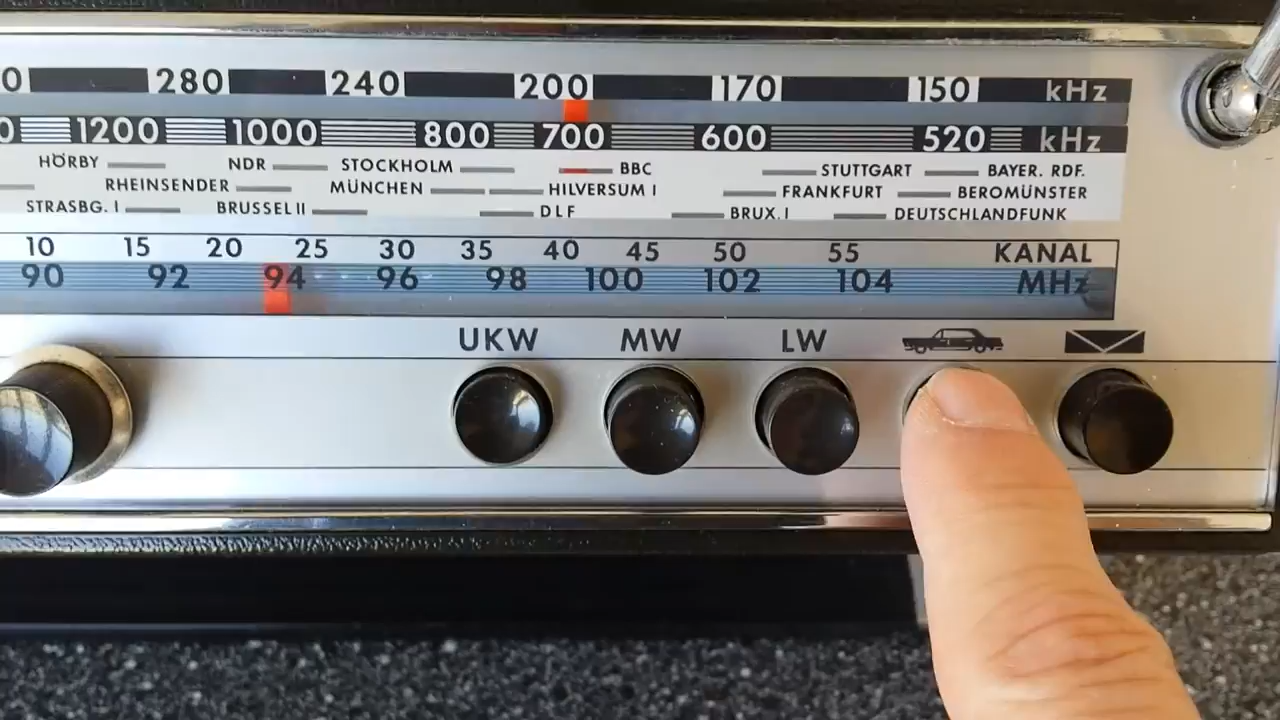 0 280 240 200 170 150 kHz
0 1200 1000 800 700 600 520 kHz
HÖRBY NDR STOCKHOLM BBC STUTTGART BAYER. RDF.
RHEINSENDER MÜNCHEN HILVERSUM I FRANKFURT BEROMÜNSTER
STRASBG. I BRUSSEL II DLF BRUX. I DEUTSCHLANDFUNK
10 15 20 25 30 35 40 45 50 55 KANAL
90 92 94 96 98 100 102 104 MHz
UKW MW LW